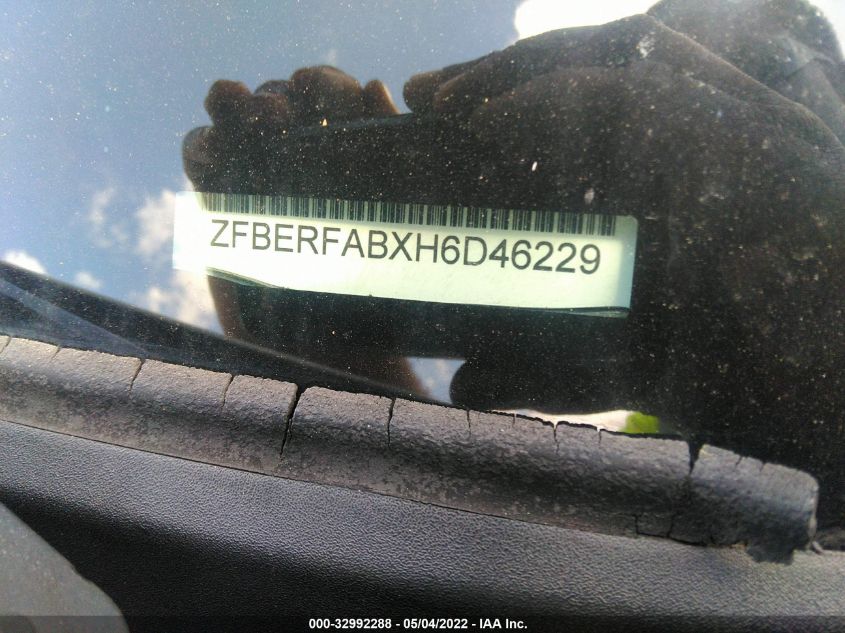 ZFBERFABXH6D46229
000-32992288 - 05/04/2022 - IAA Inc.